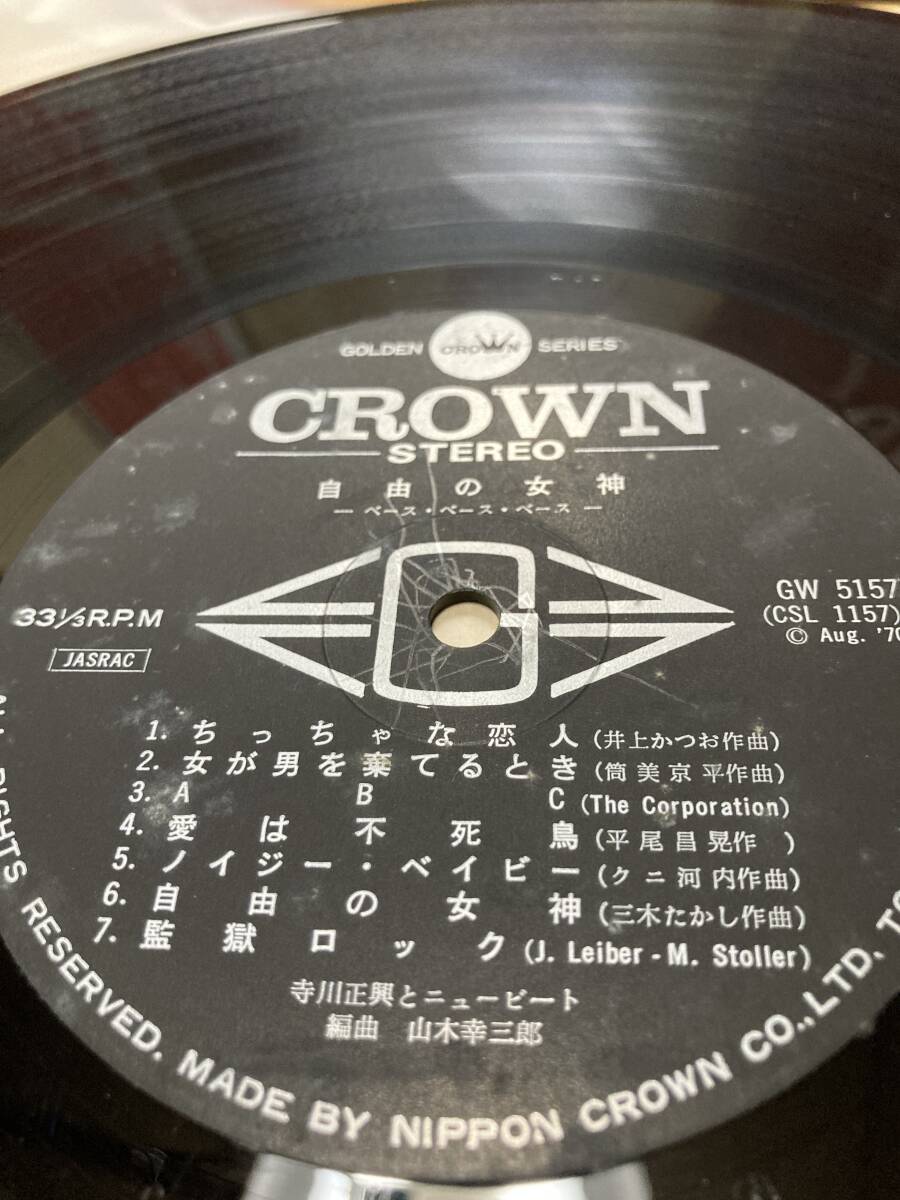 GOLDEN CROWN SERIES
CROWN
STEREO
自由の女神
― ベース・ベース・ベース ―
33 1/3 R.P.M
JASRAC
GW 5157
(CSL 1157)
© Aug. '70
1. ちっちゃな恋人 (井上かつお作曲)
2. 女が男を棄てるとき (筒美京平作曲)
3. A B C (The Corporation)
4. 愛は不死鳥 (平尾昌晃作 )
5. ノイジー・ベイビー (クニ河内作曲)
6. 自由の女神 (三木たかし作曲)
7. 監獄ロック (J. Leiber - M. Stoller)
寺川正興とニュービート
編曲 山木幸三郎
RIGHTS RESERVED. MADE BY NIPPON CROWN CO., LTD. TO